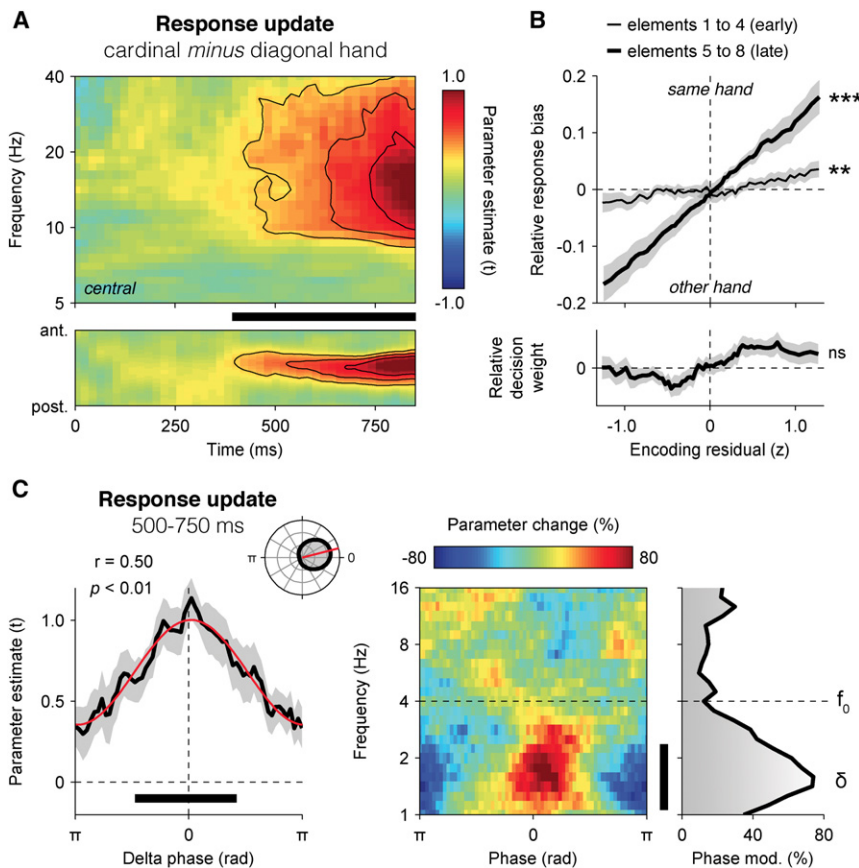 A
Response update
cardinal minus diagonal hand
Frequency (Hz)
40
20
10
5
central
1.0
-1.0
Parameter estimate (t)
ant.
post.
0
250
500
750
Time (ms)
B
elements 1 to 4 (early)
elements 5 to 8 (late)
Relative response bias
0.2
0.1
0
-0.1
-0.2
same hand
other hand
***
**
Relative
decision
weight
0
ns
-1.0
0
1.0
Encoding residual (z)
C
Response update
500-750 ms
r = 0.50
p < 0.01
π
0
Parameter estimate (t)
1.0
0.5
0
π
0
π
Delta phase (rad)
Parameter change (%)
-80
80
Frequency (Hz)
16
8
4
2
1
π
0
π
Phase (rad)
f0
δ
0
40
80
Phase mod. (%)